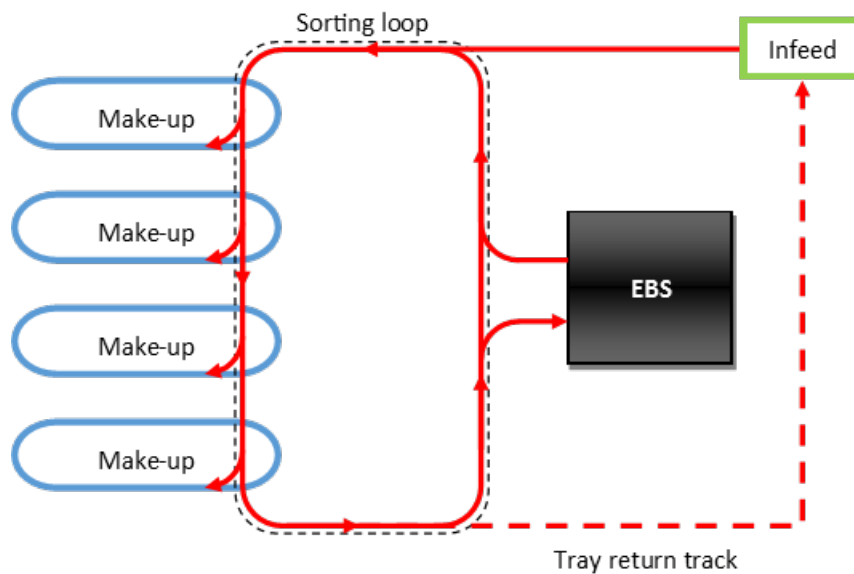 Sorting loop
Infeed
Make-up
Make-up
EBS
Make-up
Make-up
Tray return track